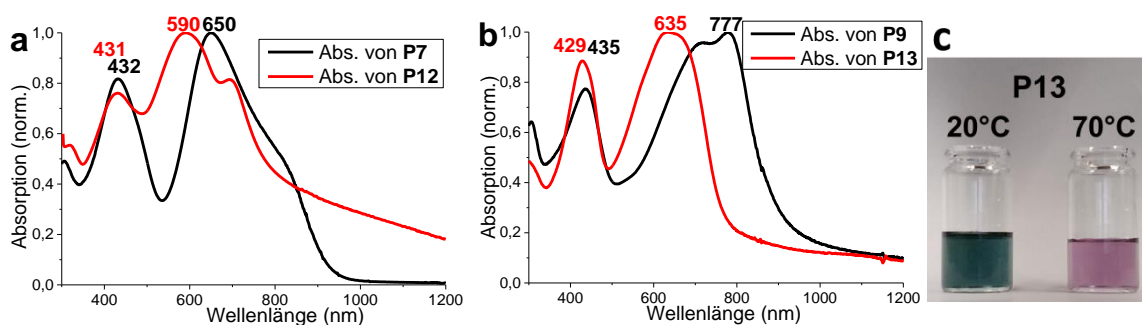 a
431
432
590
650
Abs. von P7
Abs. von P12
Absorption (norm.)
1,0
0,8
0,6
0,4
0,2
0,0
400
600
800
1000
1200
Wellenlänge (nm)
b
429
435
635
777
Abs. von P9
Abs. von P13
Absorption (norm.)
1,0
0,8
0,6
0,4
0,2
0,0
400
600
800
1000
1200
Wellenlänge (nm)
c
P13
20°C
70°C